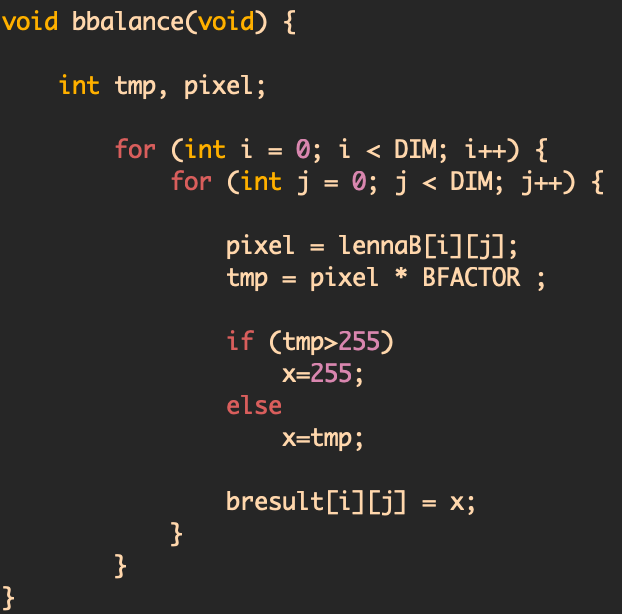 void bbalance(void) {
int tmp, pixel;
for (int i = 0; i < DIM; i++) {
for (int j = 0; j < DIM; j++) {
pixel = lennaB[i][j];
tmp = pixel * BFACTOR ;
if (tmp>255)
x=255;
else
x=tmp;
bresult[i][j] = x;
}
}
}